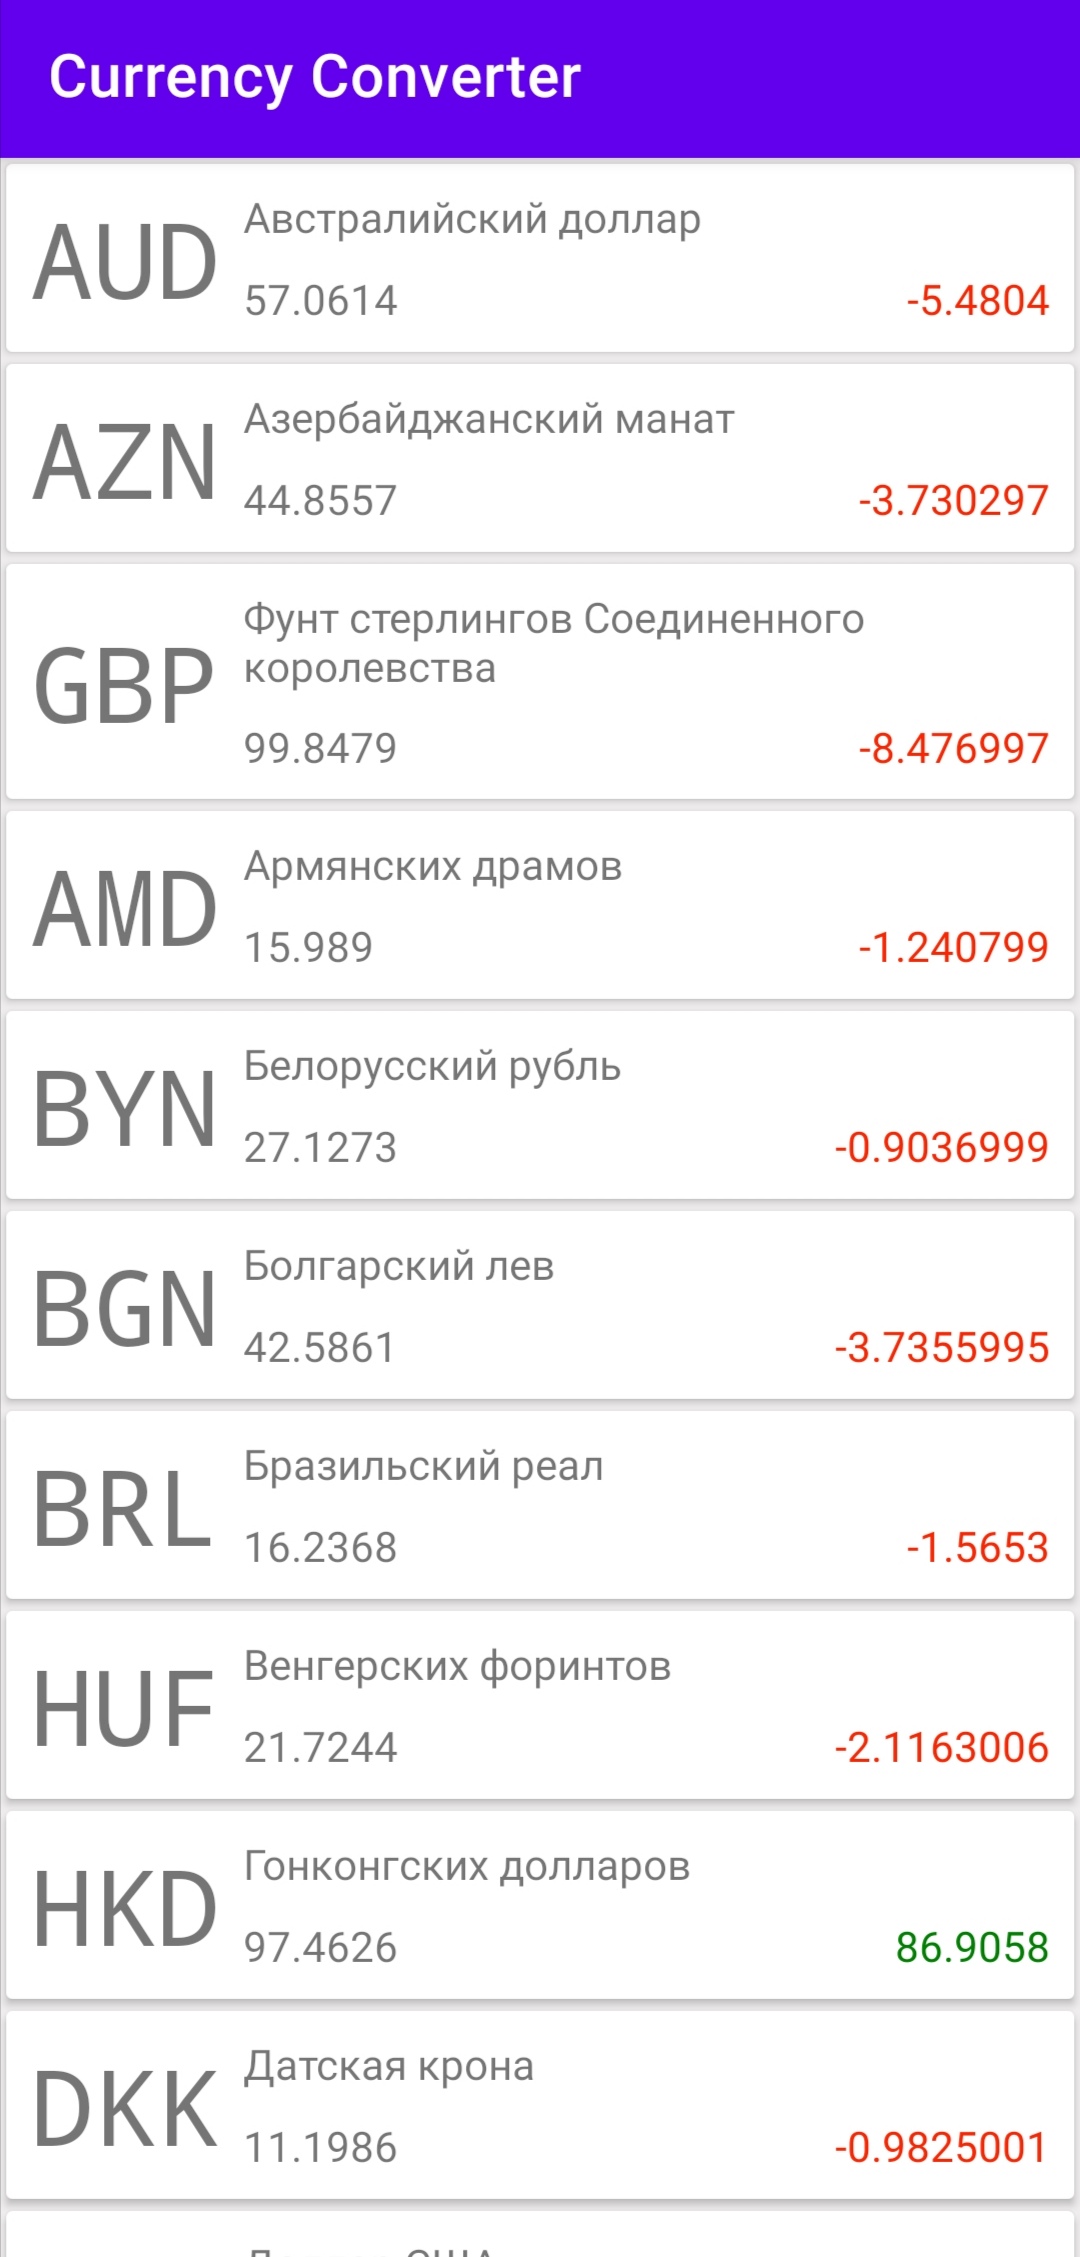 Currency Converter
AUD
Австралийский доллар
57.0614
-5.4804
AZN
Азербайджанский манат
44.8557
-3.730297
GBP
Фунт стерлингов Соединенного
королевства
99.8479
-8.476997
AMD
Армянских драмов
15.989
-1.240799
BYN
Белорусский рубль
27.1273
-0.9036999
BGN
Болгарский лев
42.5861
-3.7355995
BRL
Бразильский реал
16.2368
-1.5653
HUF
Венгерских форинтов
21.7244
-2.1163006
HKD
Гонконгских долларов
97.4626
86.9058
DKK
Датская крона
11.1986
-0.9825001